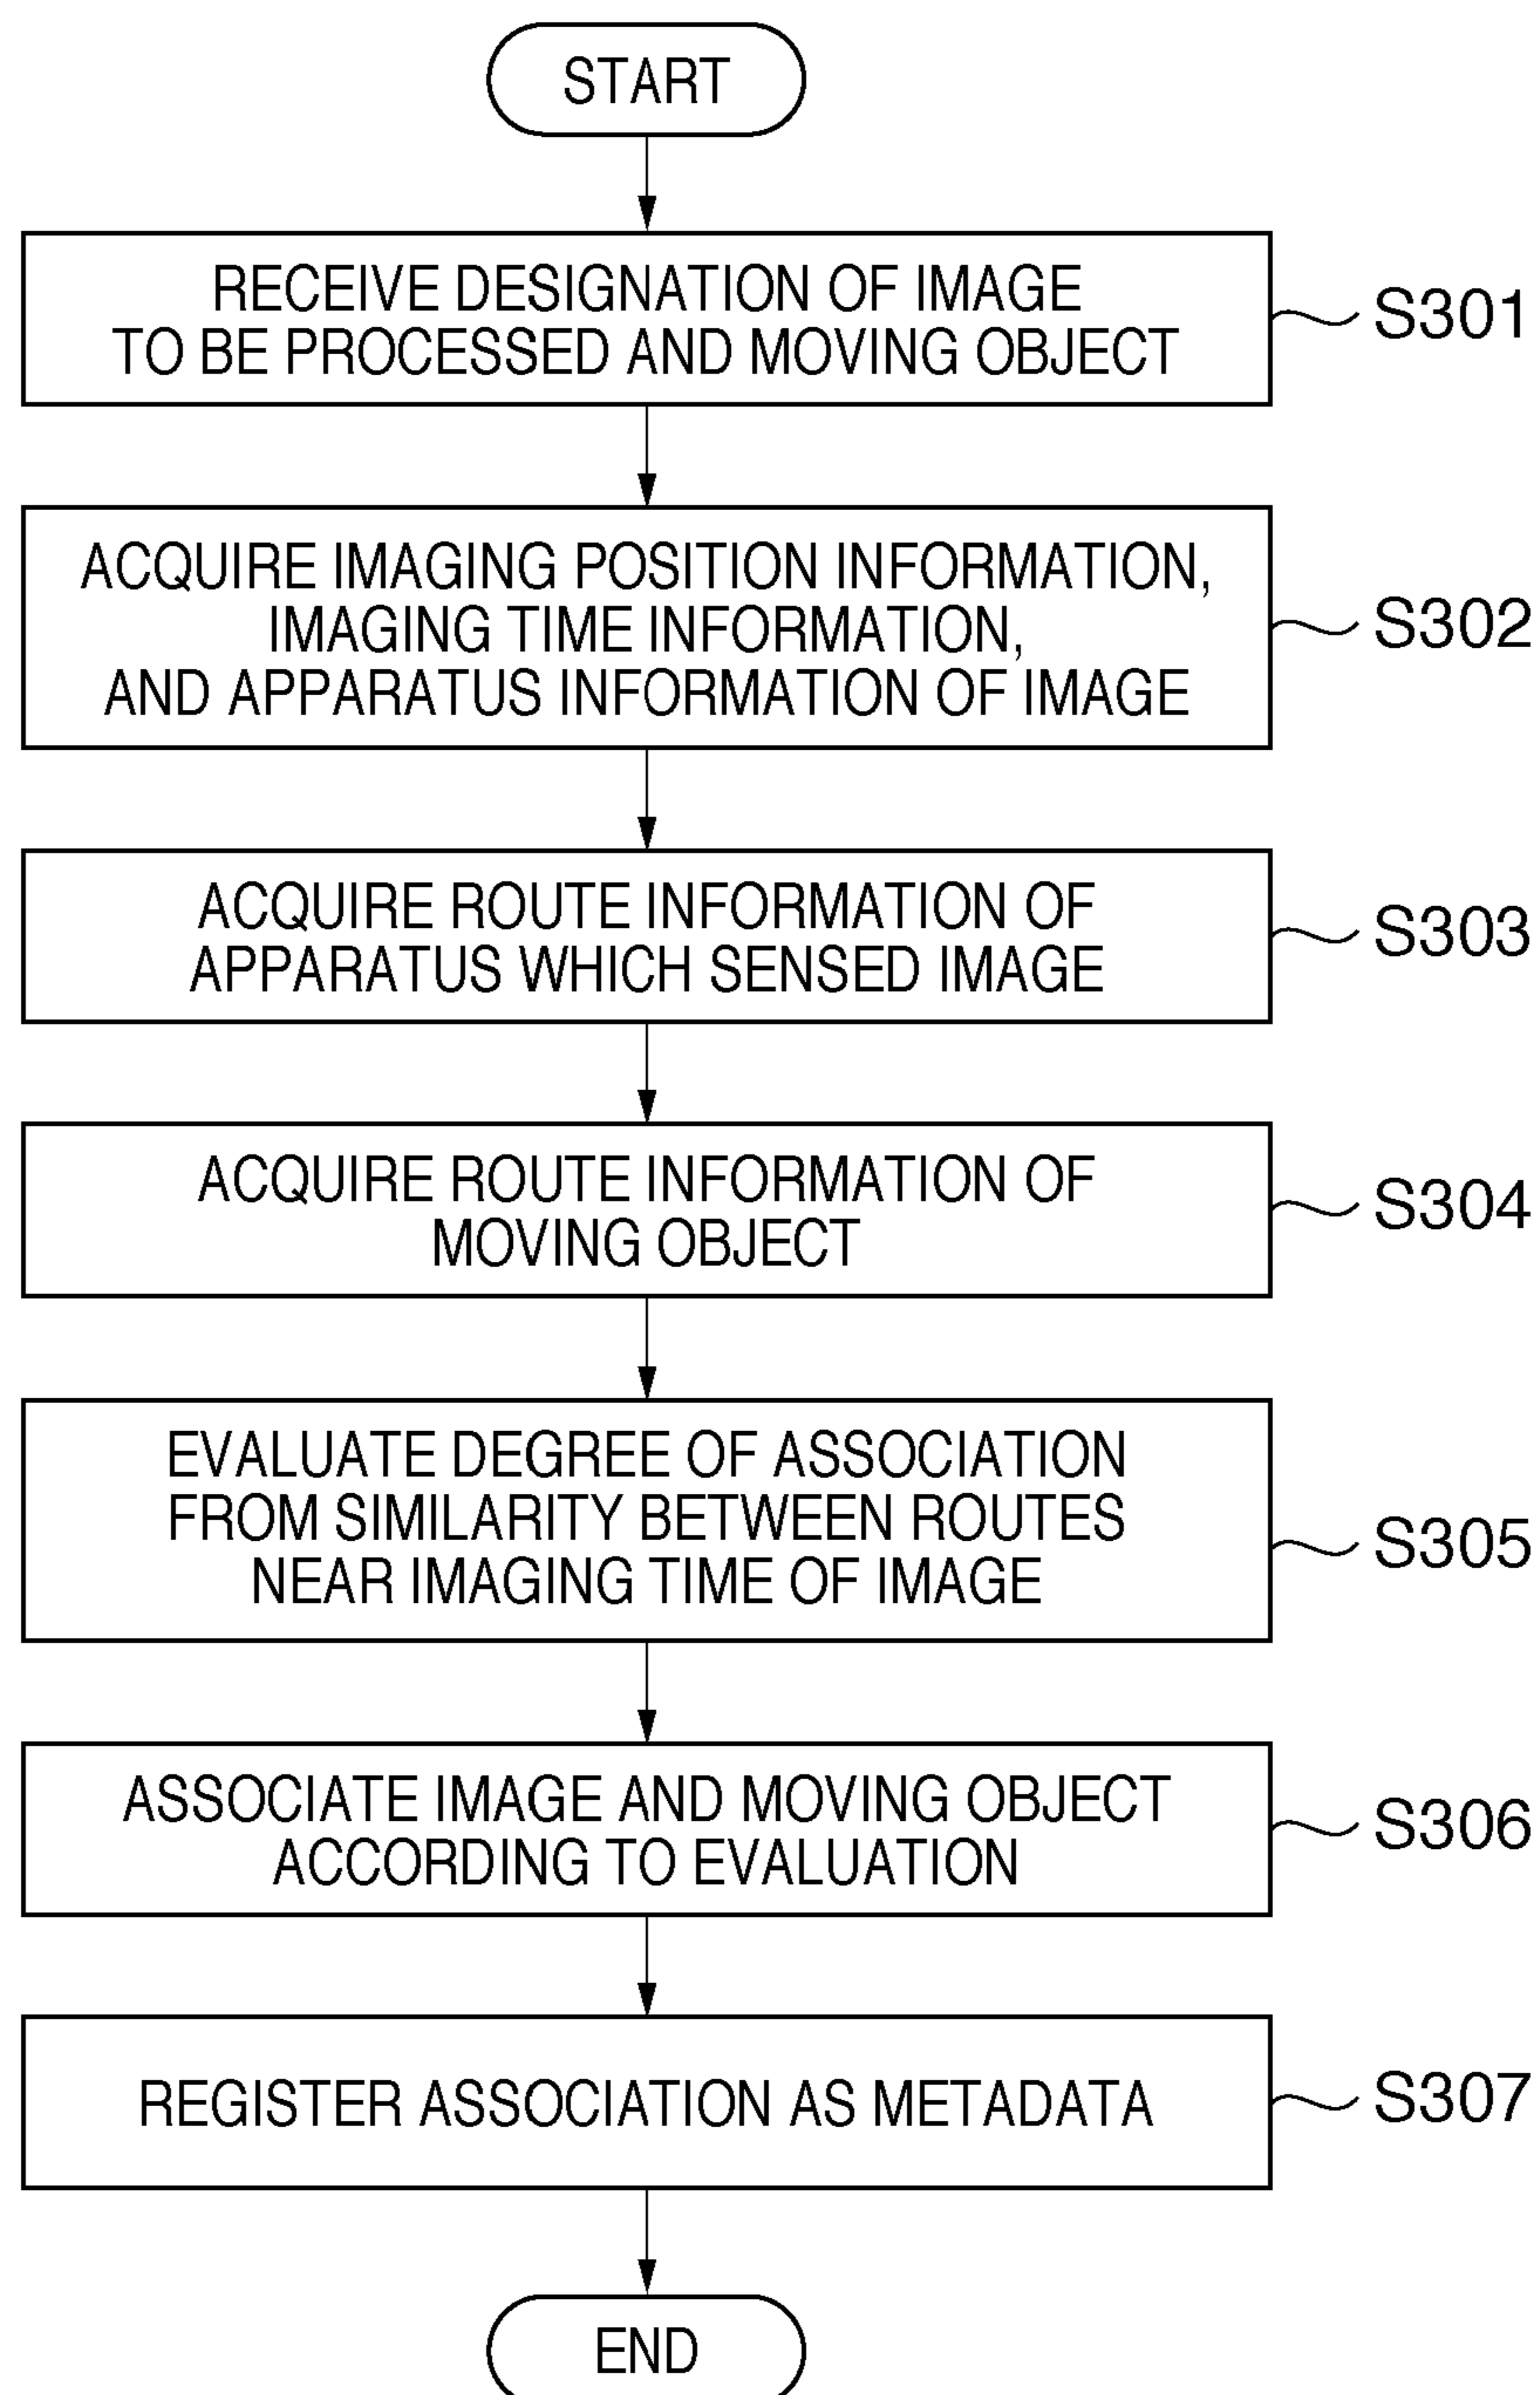 START
RECEIVE DESIGNATION OF IMAGE
TO BE PROCESSED AND MOVING OBJECT
S301
ACQUIRE IMAGING POSITION INFORMATION,
IMAGING TIME INFORMATION,
AND APPARATUS INFORMATION OF IMAGE
S302
ACQUIRE ROUTE INFORMATION OF
APPARATUS WHICH SENSED IMAGE
S303
ACQUIRE ROUTE INFORMATION OF
MOVING OBJECT
S304
EVALUATE DEGREE OF ASSOCIATION
FROM SIMILARITY BETWEEN ROUTES
NEAR IMAGING TIME OF IMAGE
S305
ASSOCIATE IMAGE AND MOVING OBJECT
ACCORDING TO EVALUATION
S306
REGISTER ASSOCIATION AS METADATA
S307
END